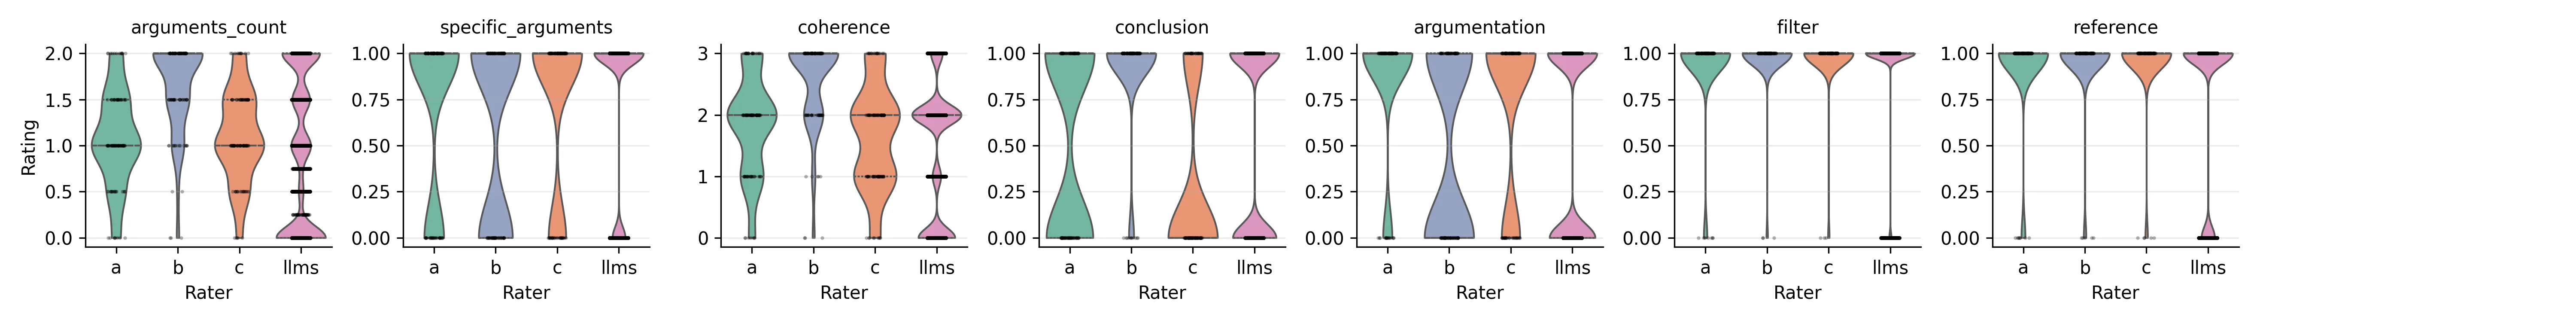 arguments_count
specific_arguments
coherence
conclusion
argumentation
filter
reference
Rating
2.0
1.5
1.0
0.5
0.0
a b c llms
Rater
1.00
0.75
0.50
0.25
0.00
a b c llms
Rater
3
2
1
0
a b c llms
Rater
1.00
0.75
0.50
0.25
0.00
a b c llms
Rater
1.00
0.75
0.50
0.25
0.00
a b c llms
Rater
1.00
0.75
0.50
0.25
0.00
a b c llms
Rater
1.00
0.75
0.50
0.25
0.00
a b c llms
Rater